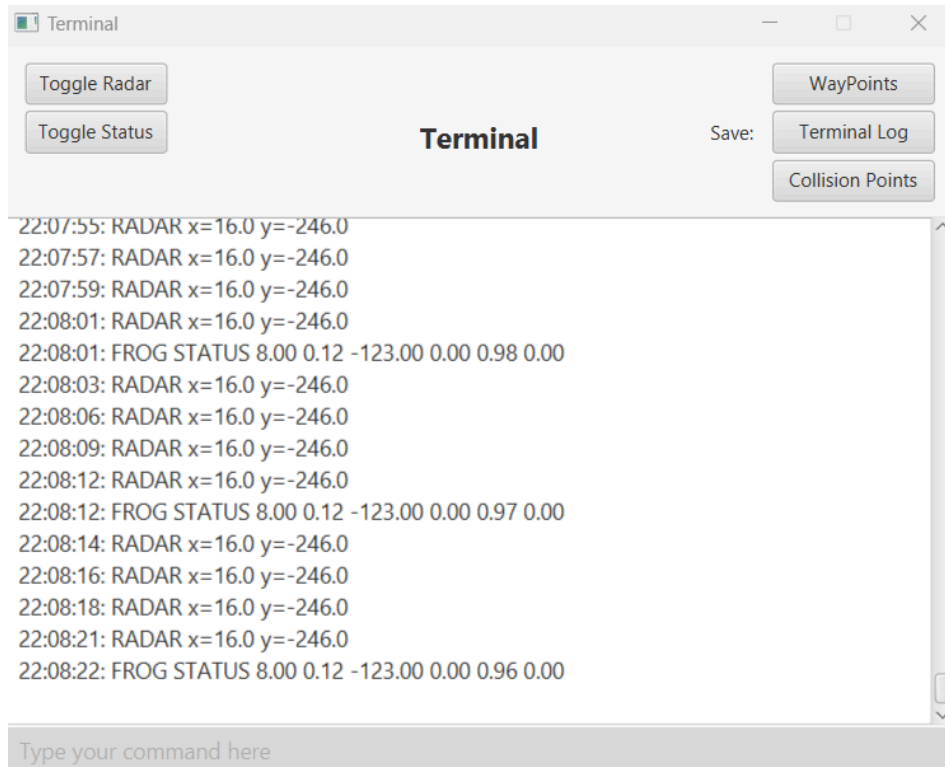 Terminal
Toggle Radar
Toggle Status
Terminal
Save:
WayPoints
Terminal Log
Collision Points
22:07:55: RADAR x=16.0 y=-246.0
22:07:57: RADAR x=16.0 y=-246.0
22:07:59: RADAR x=16.0 y=-246.0
22:08:01: RADAR x=16.0 y=-246.0
22:08:01: FROG STATUS 8.00 0.12 -123.00 0.00 0.98 0.00
22:08:03: RADAR x=16.0 y=-246.0
22:08:06: RADAR x=16.0 y=-246.0
22:08:09: RADAR x=16.0 y=-246.0
22:08:12: RADAR x=16.0 y=-246.0
22:08:12: FROG STATUS 8.00 0.12 -123.00 0.00 0.97 0.00
22:08:14: RADAR x=16.0 y=-246.0
22:08:16: RADAR x=16.0 y=-246.0
22:08:18: RADAR x=16.0 y=-246.0
22:08:21: RADAR x=16.0 y=-246.0
22:08:22: FROG STATUS 8.00 0.12 -123.00 0.00 0.96 0.00
Type your command here